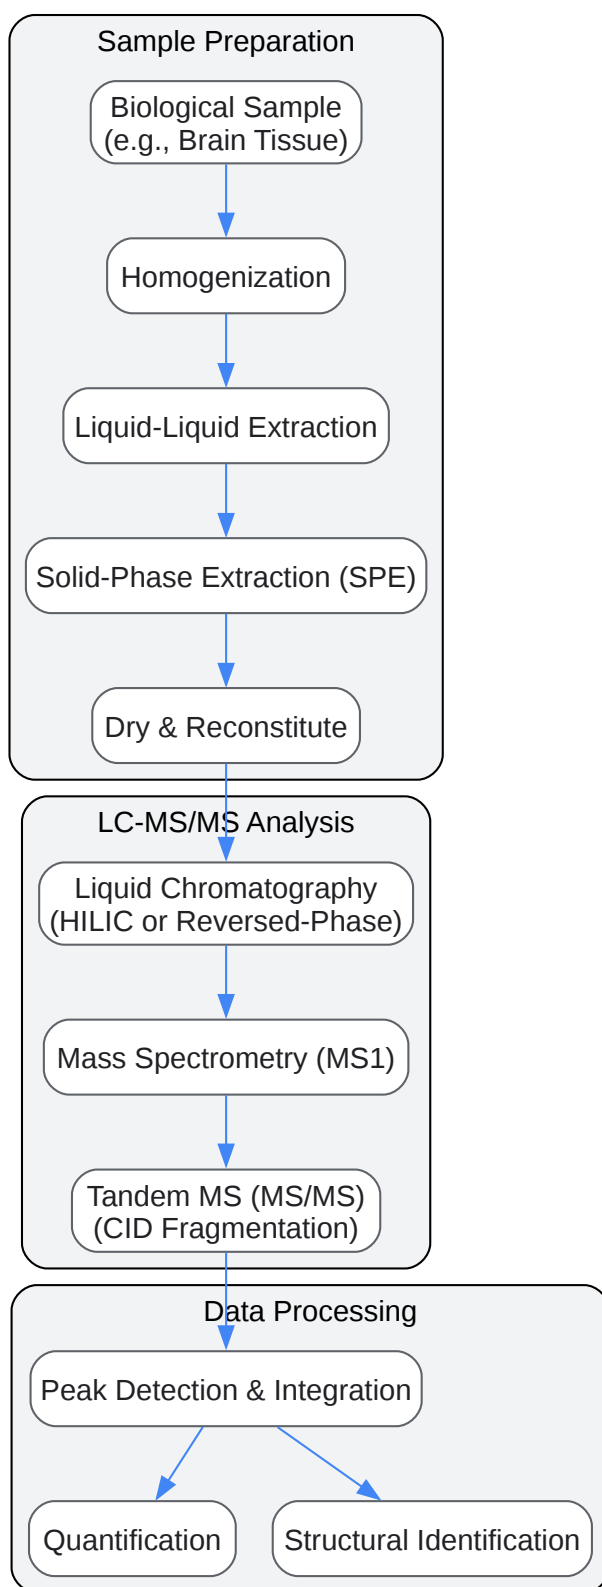 Sample Preparation
Biological Sample
(e.g., Brain Tissue)
Homogenization
Liquid-Liquid Extraction
Solid-Phase Extraction (SPE)
Dry & Reconstitute
LC-MS/MS Analysis
Liquid Chromatography
(HILIC or Reversed-Phase)
Mass Spectrometry (MS1)
Tandem MS (MS/MS)
(CID Fragmentation)
Data Processing
Peak Detection & Integration
Quantification
Structural Identification